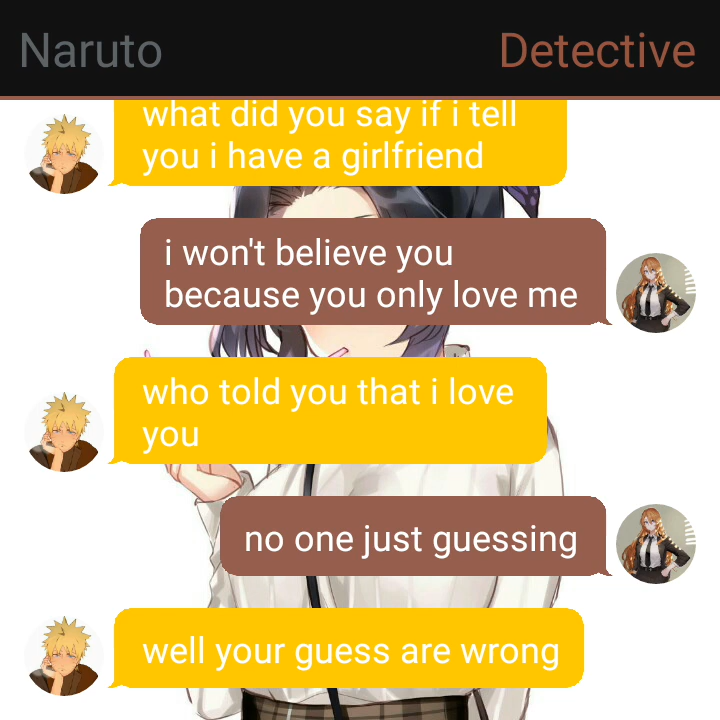 Naruto
Detective
what did you say if i tell
you i have a girlfriend
i won't believe you
because you only love me
who told you that i love
you
no one just guessing
well your guess are wrong